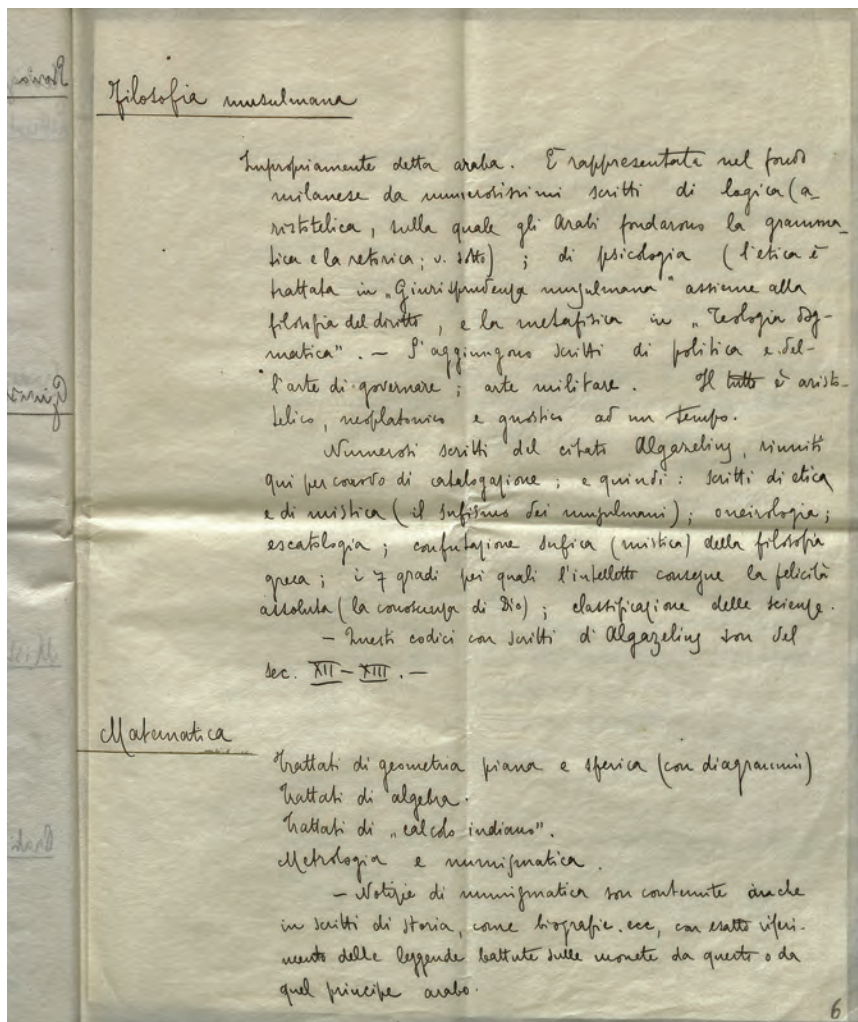 Filosofia musulmana
Impropriamente detta araba. È rappresentata nel fondo
milanese da numerosissimi scritti di logica (a-
ristotelica, sulla quale gli Arabi fondarono la gramma-
tica e la retorica; v. sotto); di psicologia (l'etica è
trattata in „Giurisprudenza musulmana" assieme alla
filosofia del diritto, e la metafisica in „Teologia dog-
matica". — S'aggiungono scritti di politica e del-
l'arte di governare; arte militare. Il tutto è aristo-
telico, neoplatonico e gnostico ad un tempo.
Numerosi scritti del citato Algazelius, riuniti
qui per comodo di catalogazione; e quindi: scritti di etica
e di mistica (il sufismo dei musulmani); oneirologia;
escatologia; confutazione sufica (mistica) della filosofia
greca; i 7 gradi pei quali l'intelletto consegue la felicità
assoluta (la conoscenza di Dio); classificazione delle scienze.
— Questi codici con scritti d'Algazelius son del
sec. XII–XIII. —
Matematica
Trattati di geometria piana e sferica (con diagrammi)
Trattati di algebra.
Trattati di „calcolo indiano".
Metrologia e numismatica.
— Notizie di numismatica son contenute anche
in scritti di storia, come biografie. ecc, con esatto riferi-
mento delle leggende battute sulle monete da questo o da
quel principe arabo.
6